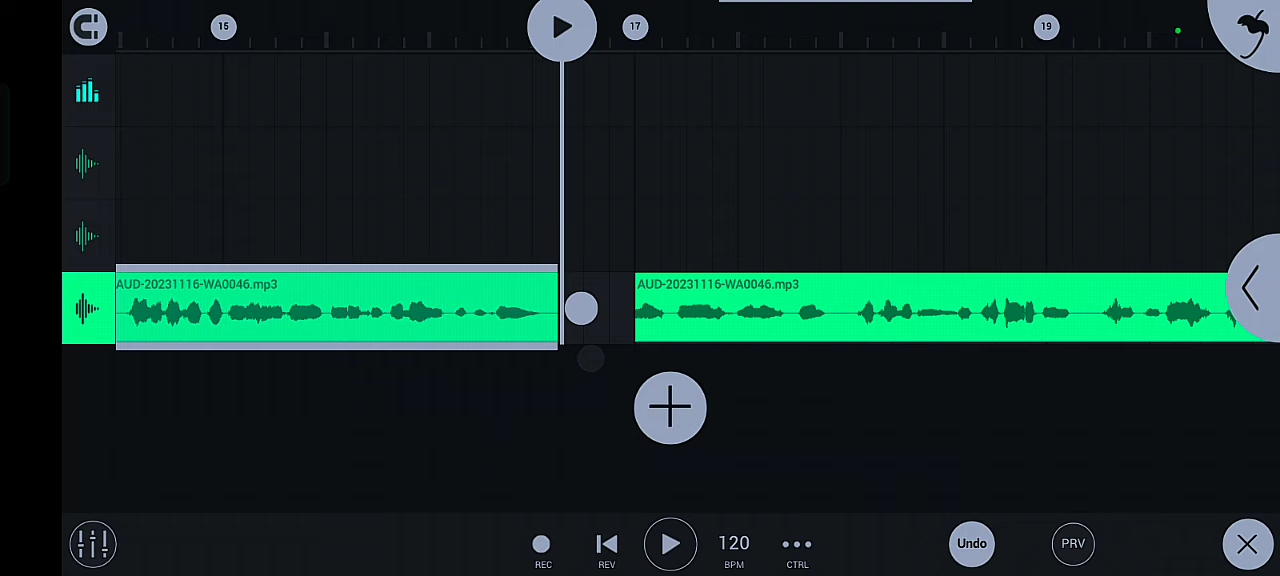 15
17
19
AUD-20231116-WA0046.mp3
AUD-20231116-WA0046.mp3
120
Undo
PRV
REC
REV
BPM
CTRL